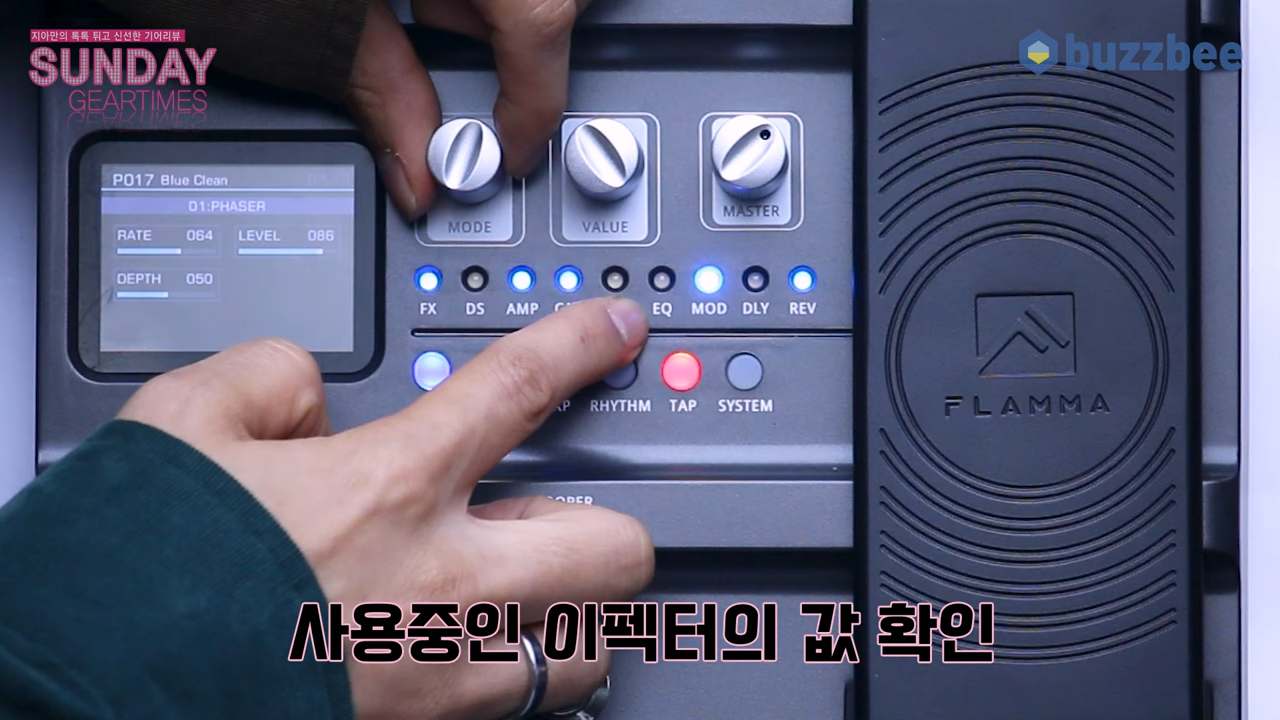 지아만의 톡톡 튀고 신선한 기어리뷰
SUNDAY
GEARTIMES
buzzbee
P017 Blue Clean
01:PHASER
RATE 064 LEVEL 086
DEPTH 050
MODE VALUE MASTER
FX DS AMP EQ MOD DLY REV
RHYTHM TAP SYSTEM
FLAMMA
사용중인 이펙터의 값 확인